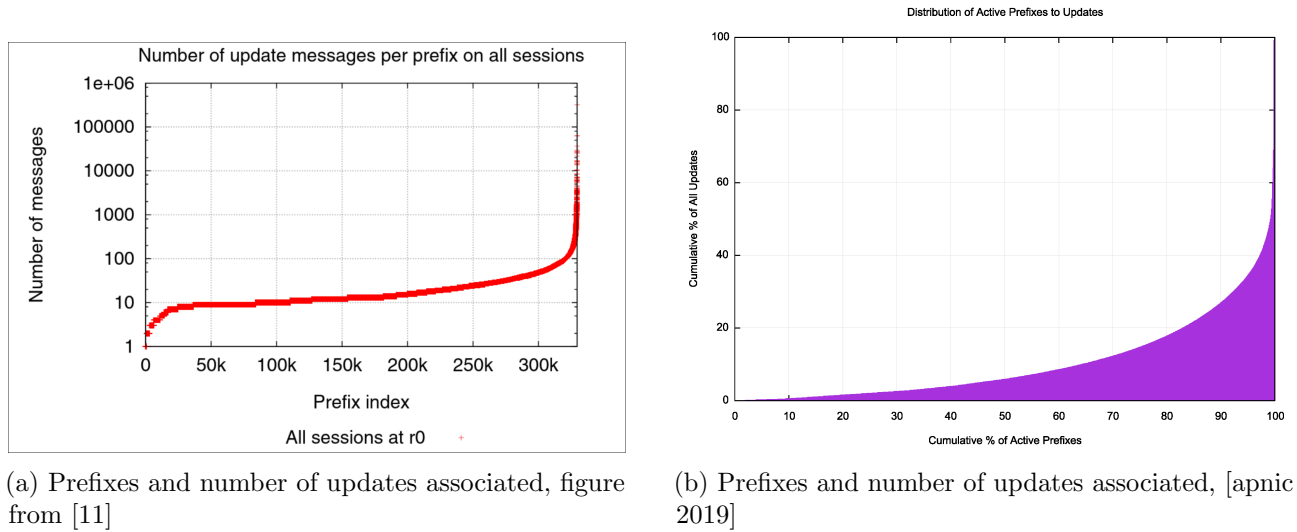 Number of update messages per prefix on all sessions
Number of messages
1e+06
100000
10000
1000
100
10
1
0 50k 100k 150k 200k 250k 300k
Prefix index
All sessions at r0
(a) Prefixes and number of updates associated, figure
from [11]
Distribution of Active Prefixes to Updates
Cumulative % of All Updates
100
80
60
40
20
0
0 10 20 30 40 50 60 70 80 90 100
Cumulative % of Active Prefixes
(b) Prefixes and number of updates associated, [apnic
2019]